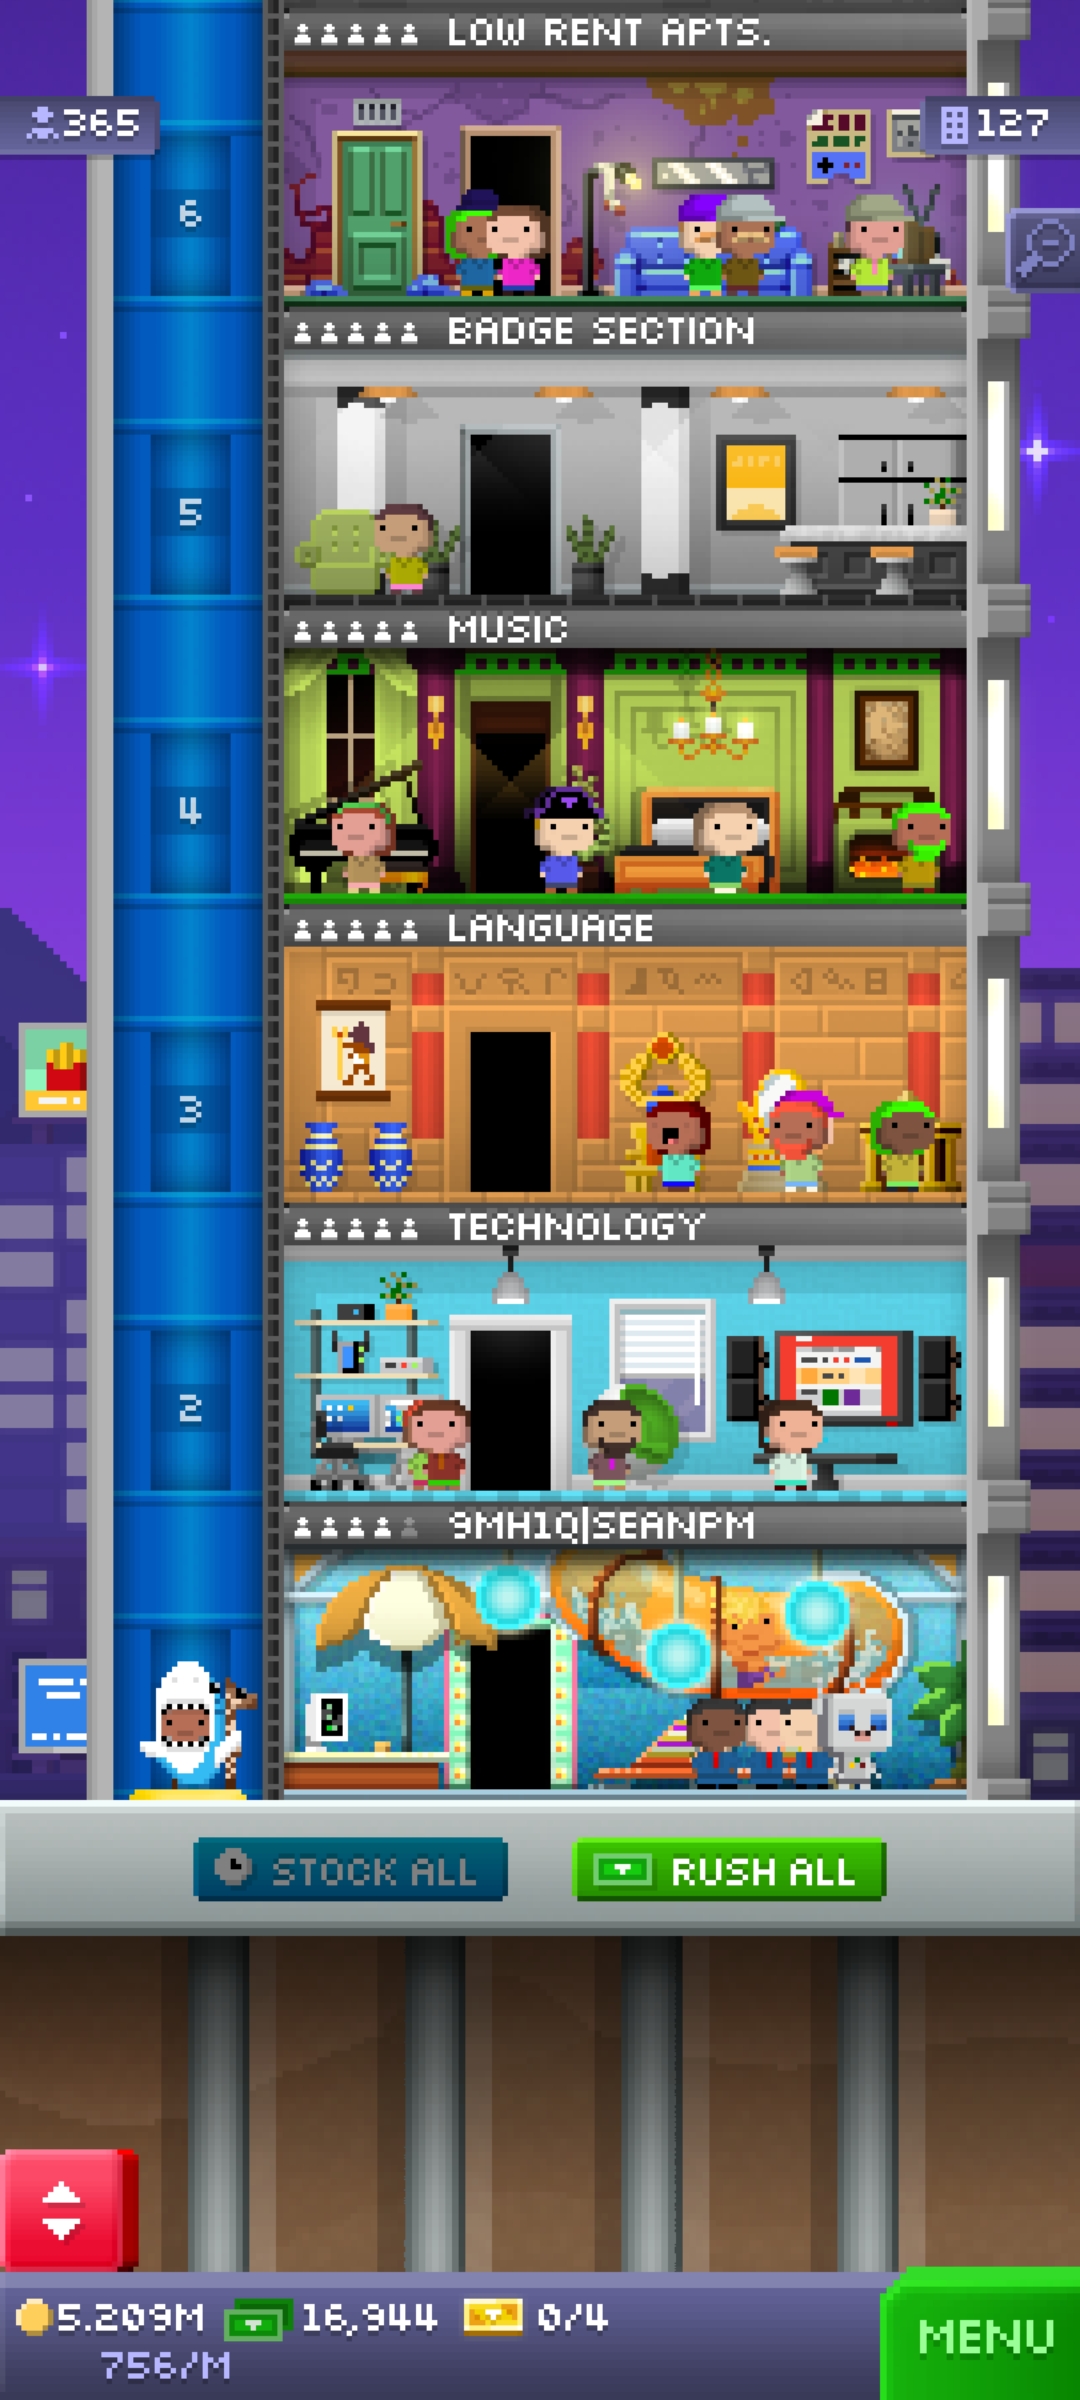 LOW RENT APTS.
365
127
6
BADGE SECTION
5
MUSIC
4
LANGUAGE
3
TECHNOLOGY
2
9MH1Q|SEANPM
STOCK ALL
RUSH ALL
5.209M
16,944
0/4
756/M
MENU